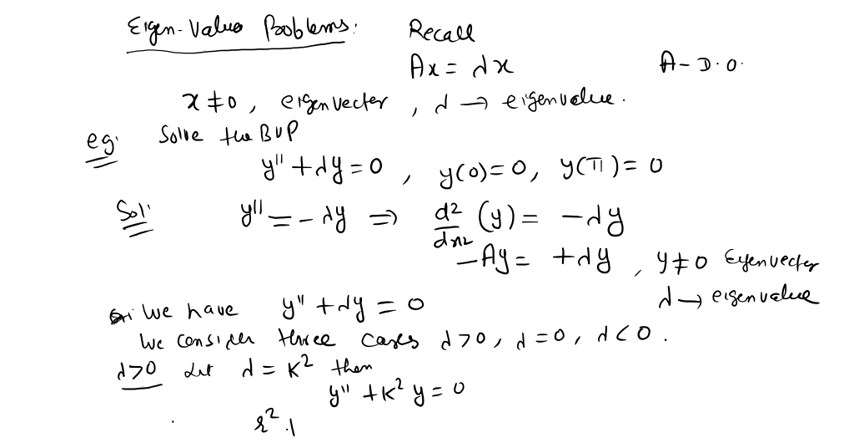 Eigen-Value Problems: Recall
Ax = λx A - D.O.
x ≠ 0, eigenvector, λ → eigenvalue.
eg: Solve the BVP
y'' + λy = 0, y(0) = 0, y(π) = 0
Sol: y'' = -λy ⇒ d²/dx² (y) = -λy
-Ay = +λy, y ≠ 0 Eigenvector
λ → eigenvalue
We have y'' + λy = 0
We consider three cases λ>0, λ=0, λ<0.
λ>0 Let λ = K² then
y'' + K² y = 0
r²